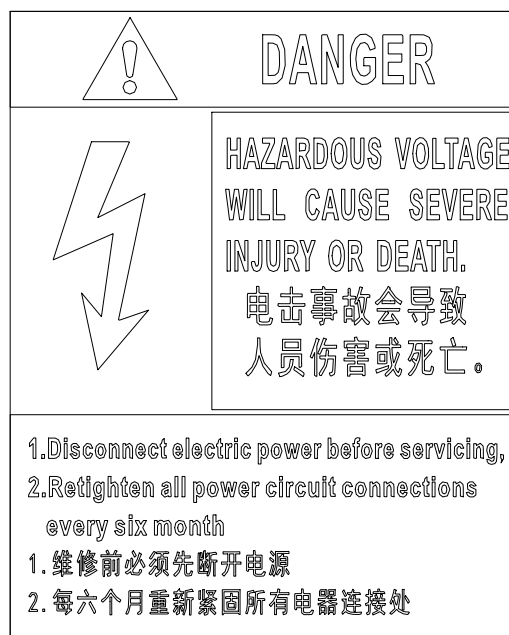 DANGER
HAZARDOUS VOLTAGE
WILL CAUSE SEVERE
INJURY OR DEATH.
电击事故会导致
人员伤害或死亡。
1.Disconnect electric power before servicing,
2.Retighten all power circuit connections
every six month
1.维修前必须先断开电源
2.每六个月重新紧固所有电器连接处